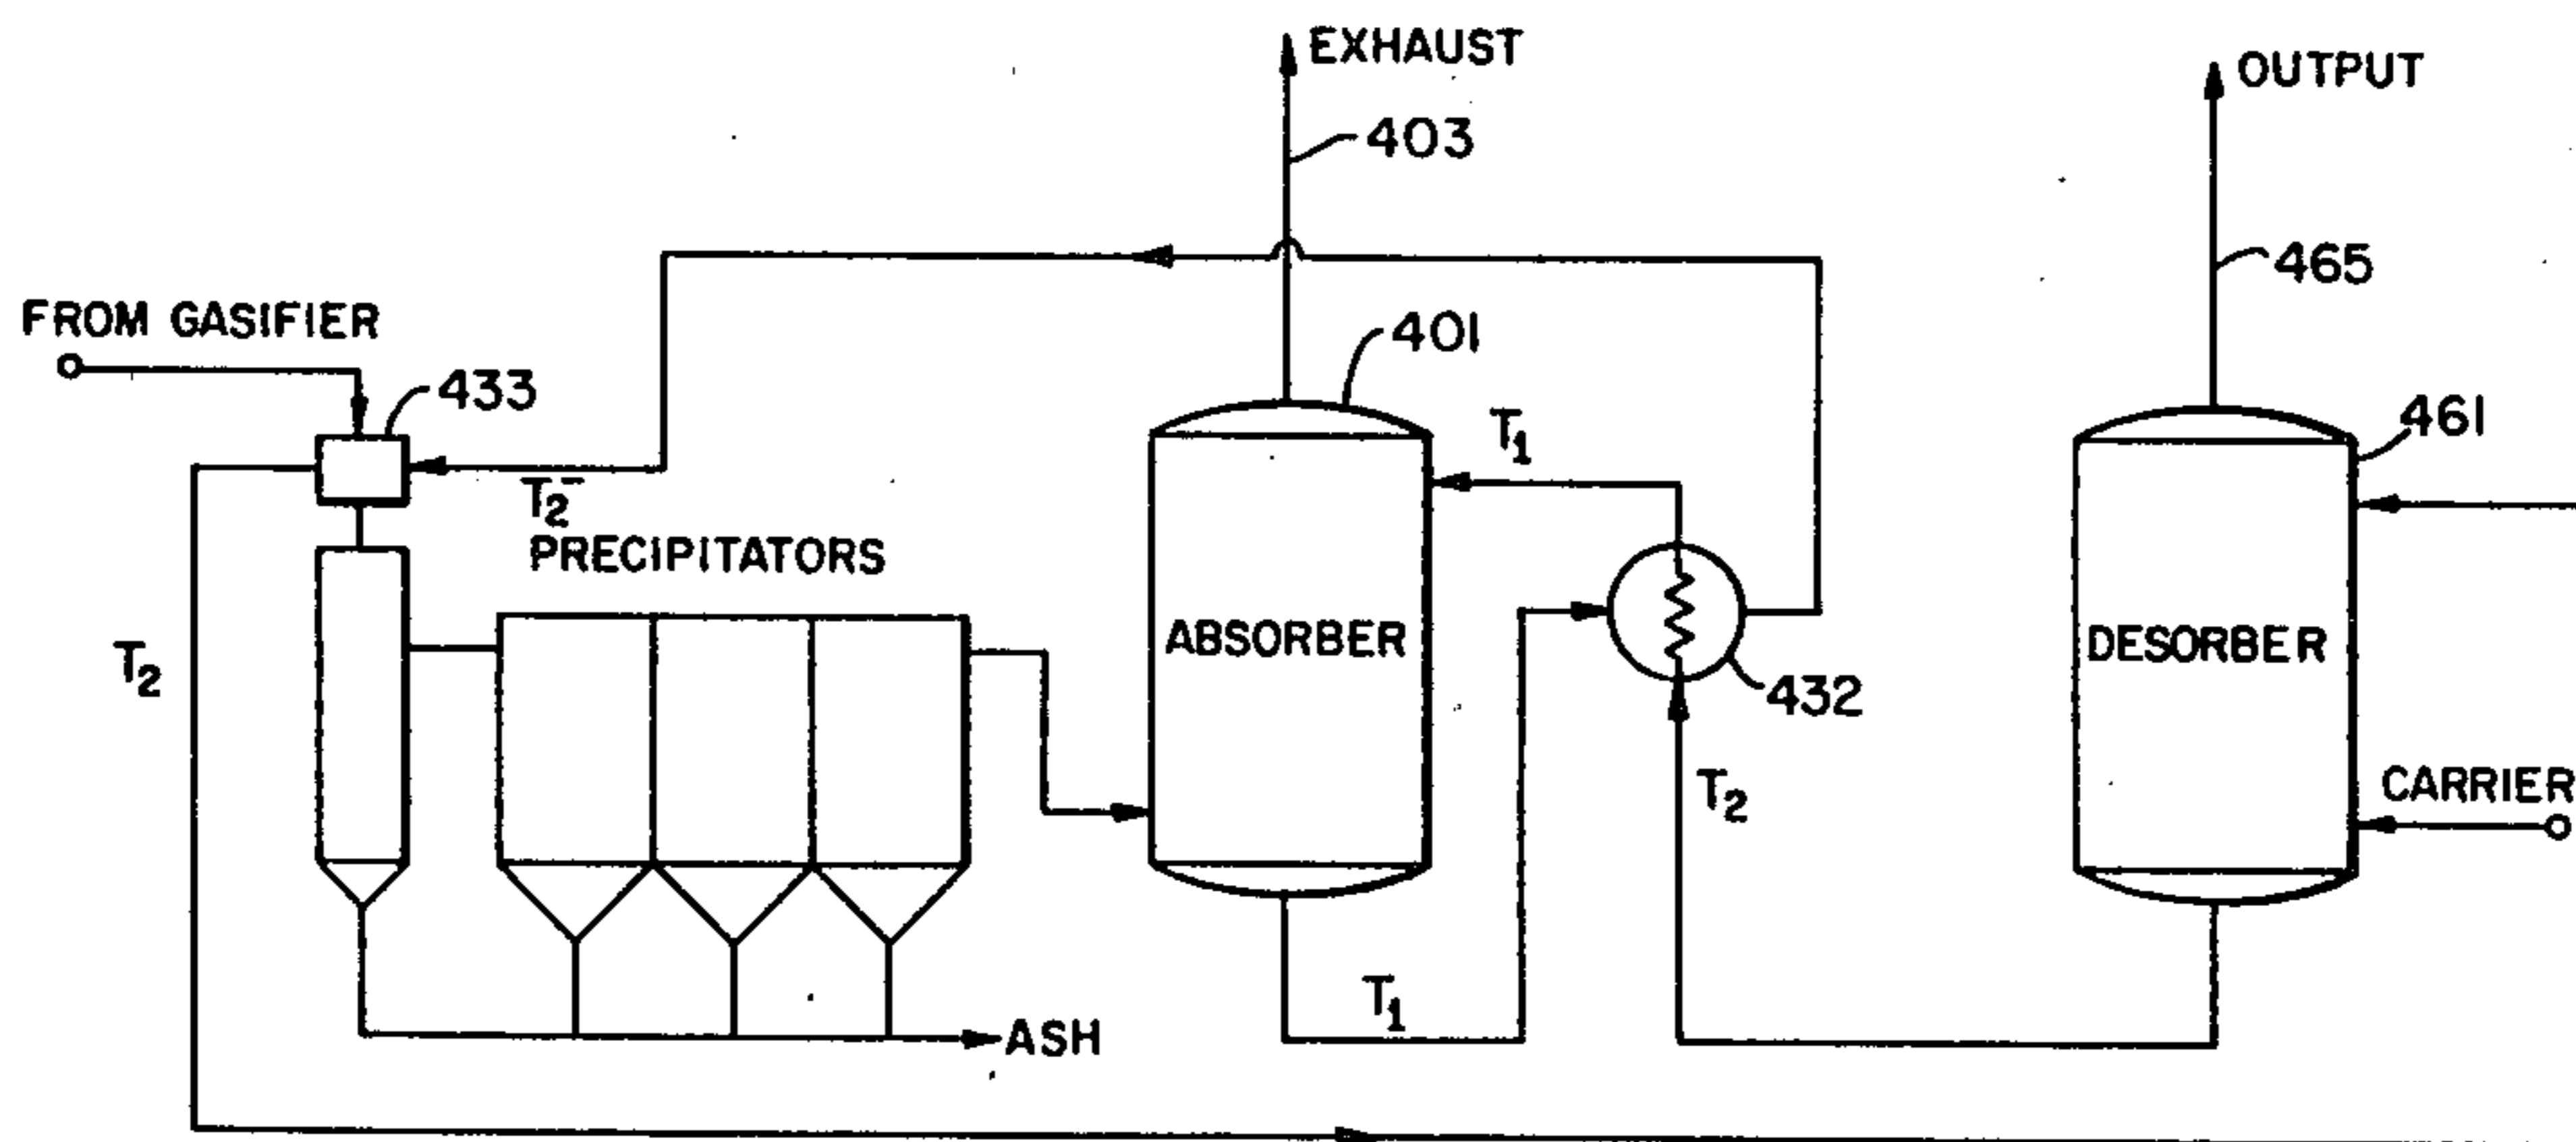 EXHAUST
OUTPUT
403
465
FROM GASIFIER
401
433
461
T1
T2-
PRECIPITATORS
ABSORBER
DESORBER
T2
432
T2
CARRIER
T1
ASH